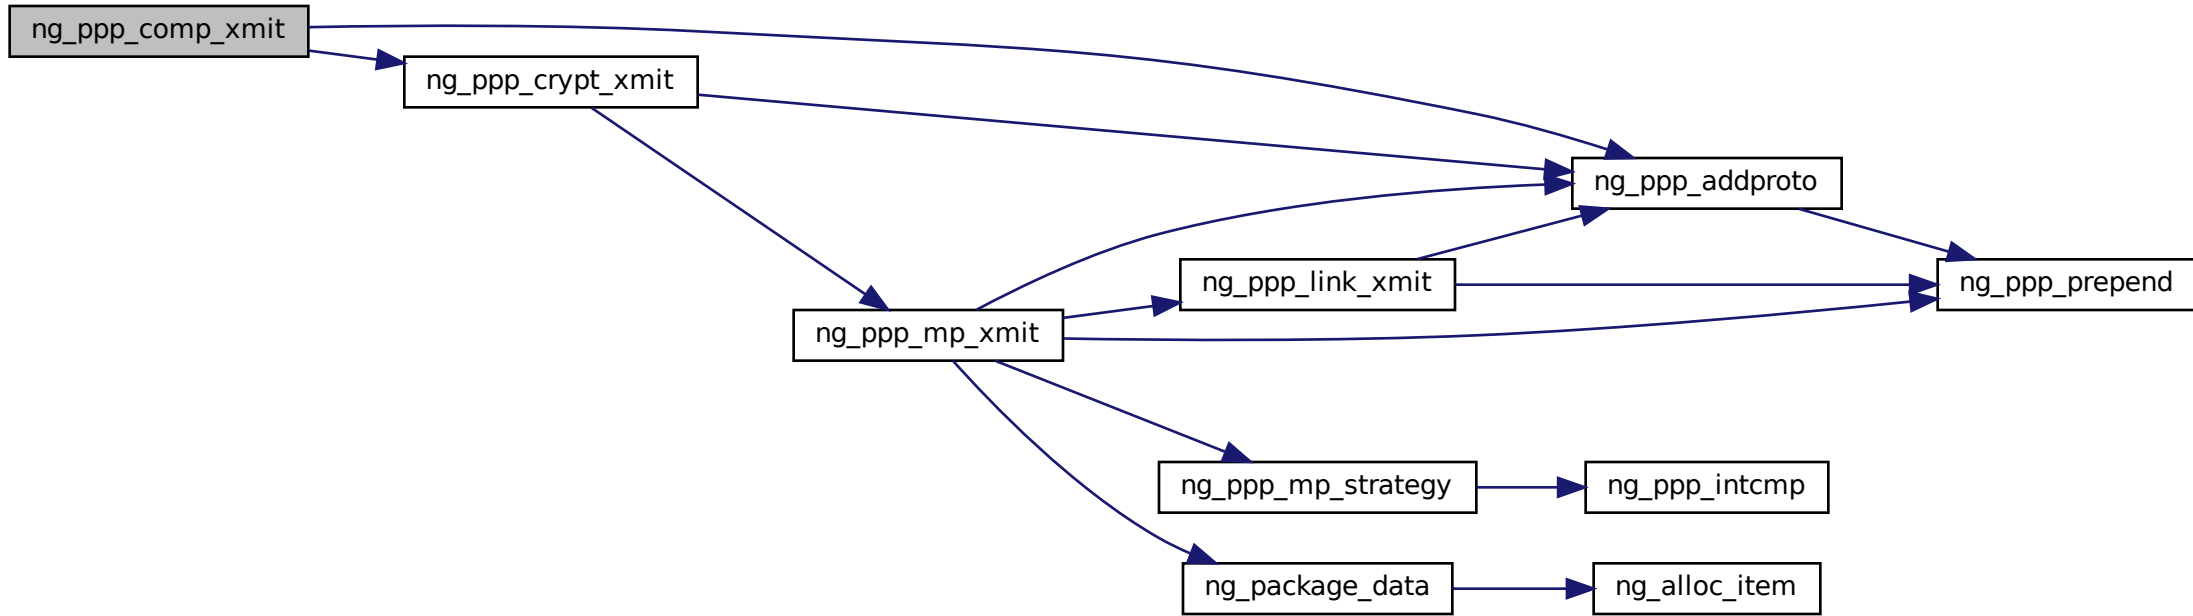 ng_ppp_comp_xmit
ng_ppp_crypt_xmit
ng_ppp_addproto
ng_ppp_link_xmit
ng_ppp_prepend
ng_ppp_mp_xmit
ng_ppp_mp_strategy
ng_ppp_intcmp
ng_package_data
ng_alloc_item